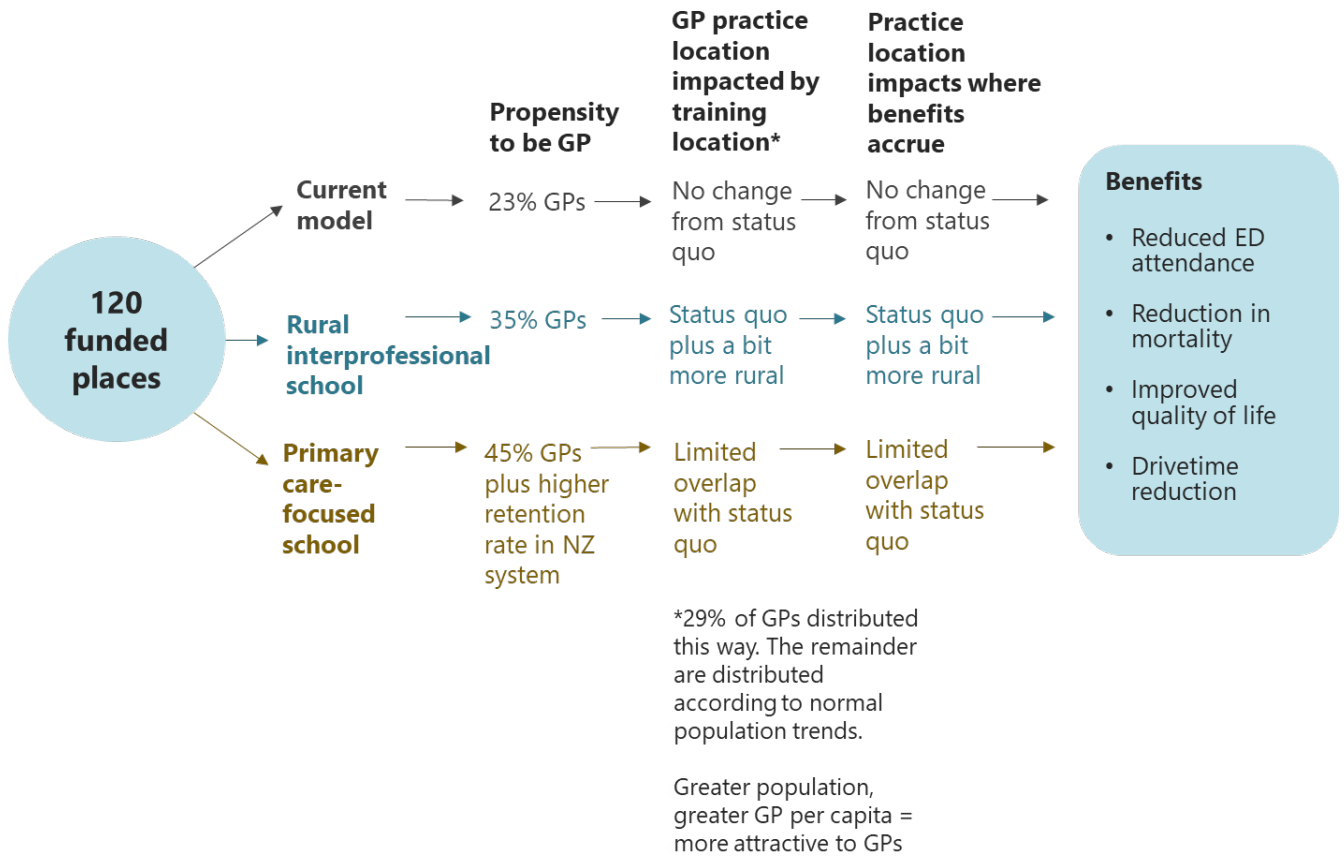 GP practice
location
impacted by
training
location*
Practice
location
impacts where
benefits
accrue
Propensity
to be GP
120
funded
places
Current
model
23% GPs
No change
from status
quo
No change
from status
quo
Rural
interprofessional
school
35% GPs
Status quo
plus a bit
more rural
Status quo
plus a bit
more rural
Primary
care-
focused
school
45% GPs
plus higher
retention
rate in NZ
system
Limited
overlap
with status
quo
Limited
overlap
with status
quo
Benefits
• Reduced ED
attendance
• Reduction in
mortality
• Improved
quality of life
• Drivetime
reduction
*29% of GPs distributed
this way. The remainder
are distributed
according to normal
population trends.
Greater population,
greater GP per capita =
more attractive to GPs